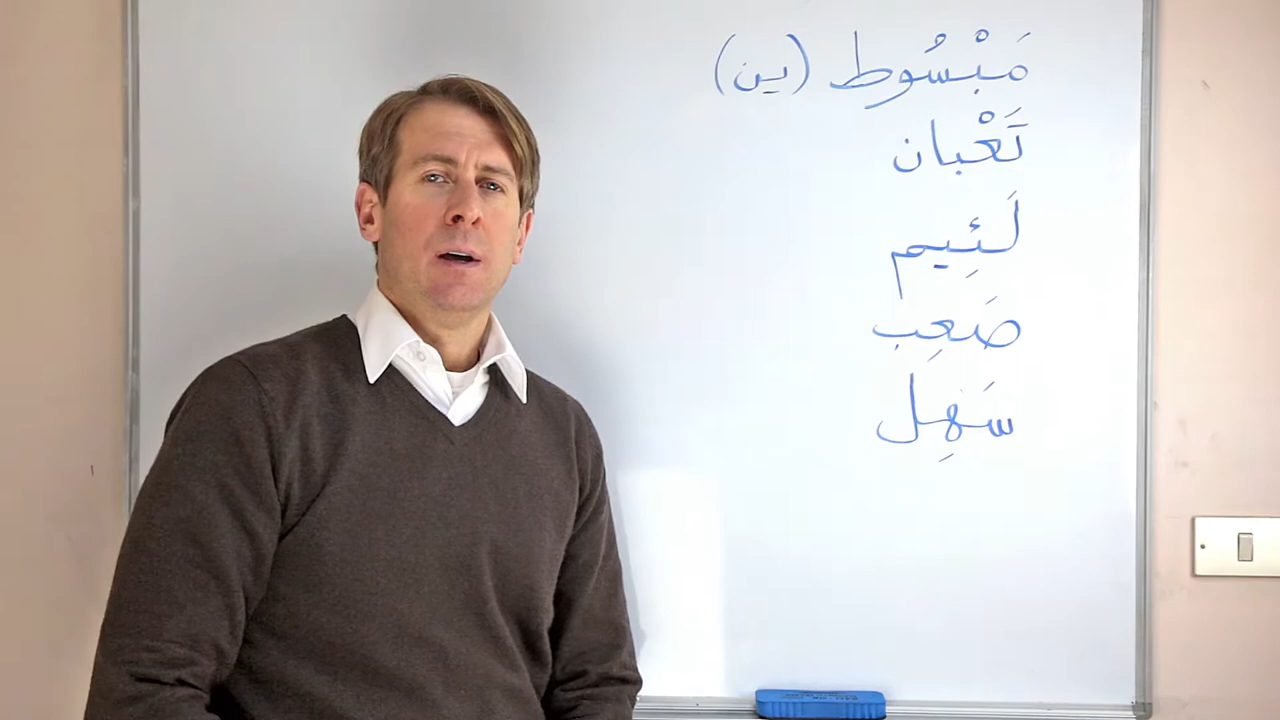 مَبْسُوط (ين)
تَعْبان
لَئِيم
صَعِب
سَهِل